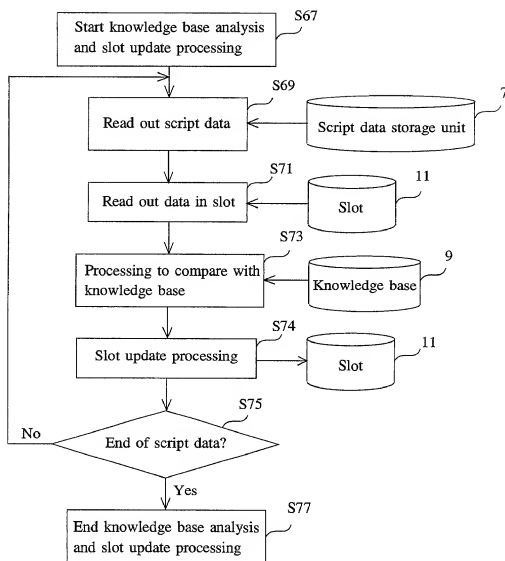 S67
Start knowledge base analysis
and slot update processing
S69
Read out script data
7
Script data storage unit
S71
Read out data in slot
11
Slot
S73
Processing to compare with
knowledge base
9
Knowledge base
S74
Slot update processing
11
Slot
S75
End of script data?
No
Yes
S77
End knowledge base analysis
and slot update processing